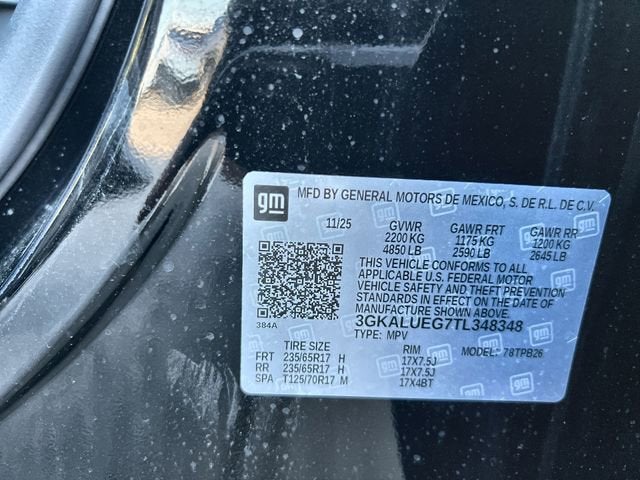 gm
MFD BY GENERAL MOTORS DE MEXICO, S. DE R.L. DE C.V.
11/25 GVWR GAWR FRT GAWR RR
2200 KG 1175 KG 1200 KG
4850 LB 2590 LB 2645 LB
THIS VEHICLE CONFORMS TO ALL
APPLICABLE U.S. FEDERAL MOTOR
VEHICLE SAFETY AND THEFT PREVENTION
STANDARDS IN EFFECT ON THE DATE OF
MANUFACTURE SHOWN ABOVE.
384A
3GKALUEG7TL348348
TYPE: MPV MODEL: 78TPB26
TIRE SIZE RIM
FRT 235/65R17 H 17X7.5J
RR 235/65R17 H 17X7.5J
SPA T125/70R17 M 17X4BT